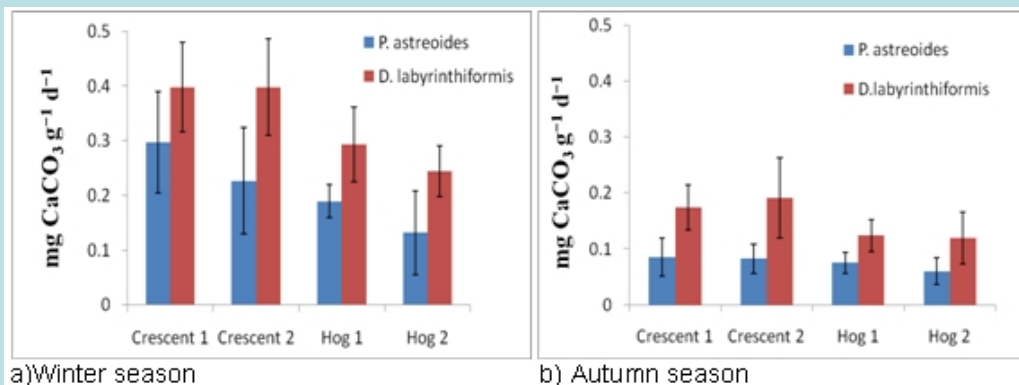 0.5
0.4
0.3
0.2
0.1
0
mg CaCO₃ g⁻¹ d⁻¹
P. astreoides
D. labyrinthiformis
Crescent 1 Crescent 2 Hog 1 Hog 2
a)Winter season
0.5
0.4
0.3
0.2
0.1
0
mg CaCO₃ g⁻¹ d⁻¹
P. astreoides
D.labyrinthiformis
Crescent 1 Crescent 2 Hog 1 Hog 2
b) Autumn season